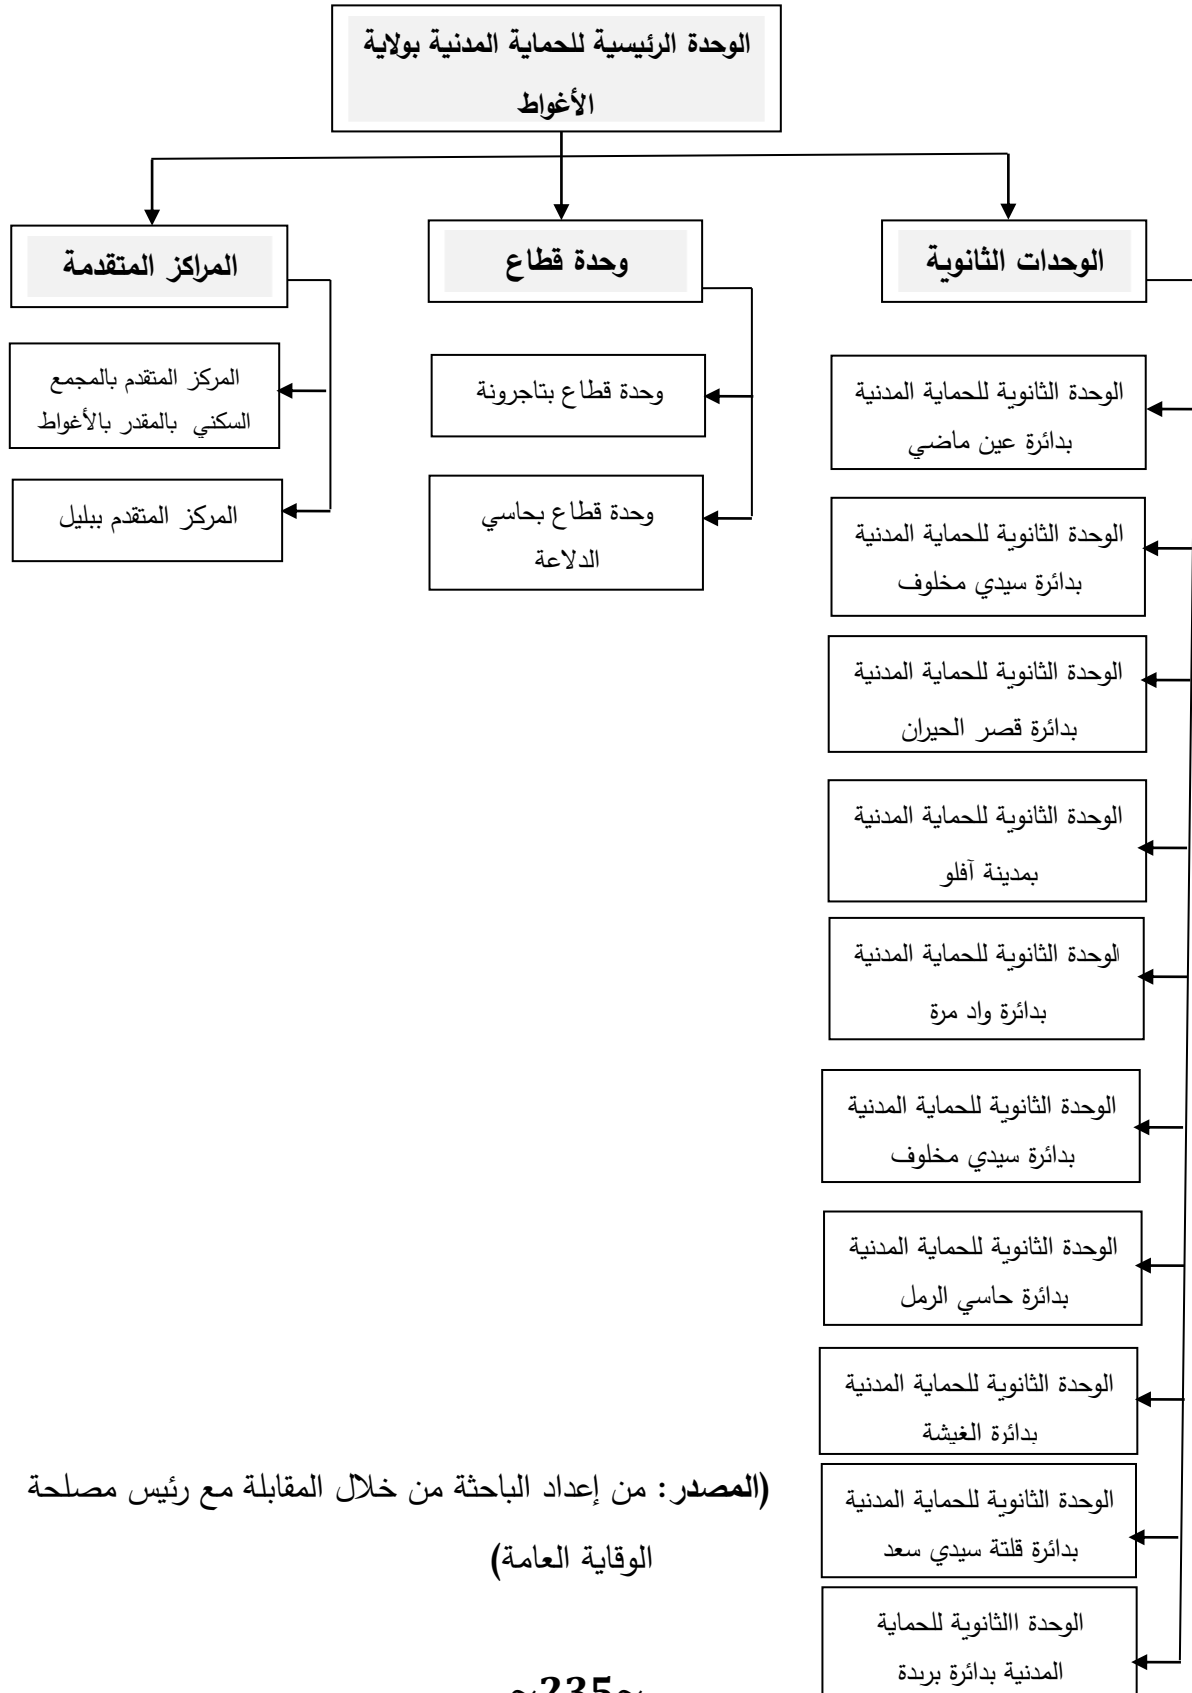 الوحدة الرئيسية للحماية المدنية بولاية
الأغواط
الوحدات الثانوية
وحدة قطاع
المراكز المتقدمة
الوحدة الثانوية للحماية المدنية
بدائرة عين ماضي
الوحدة الثانوية للحماية المدنية
بدائرة سيدي مخلوف
الوحدة الثانوية للحماية المدنية
بدائرة قصر الحيران
الوحدة الثانوية للحماية المدنية
بمدينة آفلو
الوحدة الثانوية للحماية المدنية
بدائرة واد مرة
الوحدة الثانوية للحماية المدنية
بدائرة سيدي مخلوف
الوحدة الثانوية للحماية المدنية
بدائرة حاسي الرمل
الوحدة الثانوية للحماية المدنية
بدائرة الغيشة
الوحدة الثانوية للحماية المدنية
بدائرة قلتة سيدي سعد
الوحدة االثانوية للحماية
المدنية بدائرة بريدة
وحدة قطاع بتاجرونة
وحدة قطاع بحاسي
الدلاعة
المركز المتقدم بالمجمع
السكني بالمقدر بالأغواط
المركز المتقدم ببليل
(المصدر: من إعداد الباحثة من خلال المقابلة مع رئيس مصلحة
الوقاية العامة)
~235~